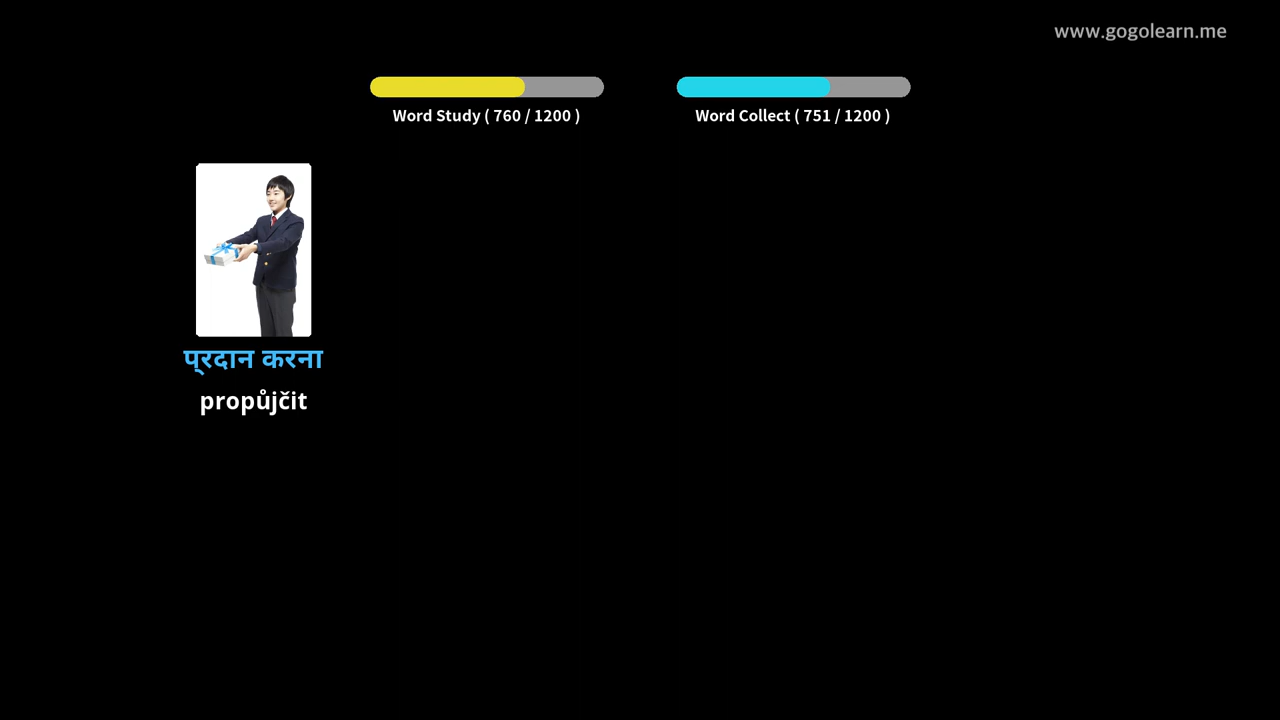 www.gogolearn.me
Word Study ( 760 / 1200 )
Word Collect ( 751 / 1200 )
प्रदान करना
propůjčit